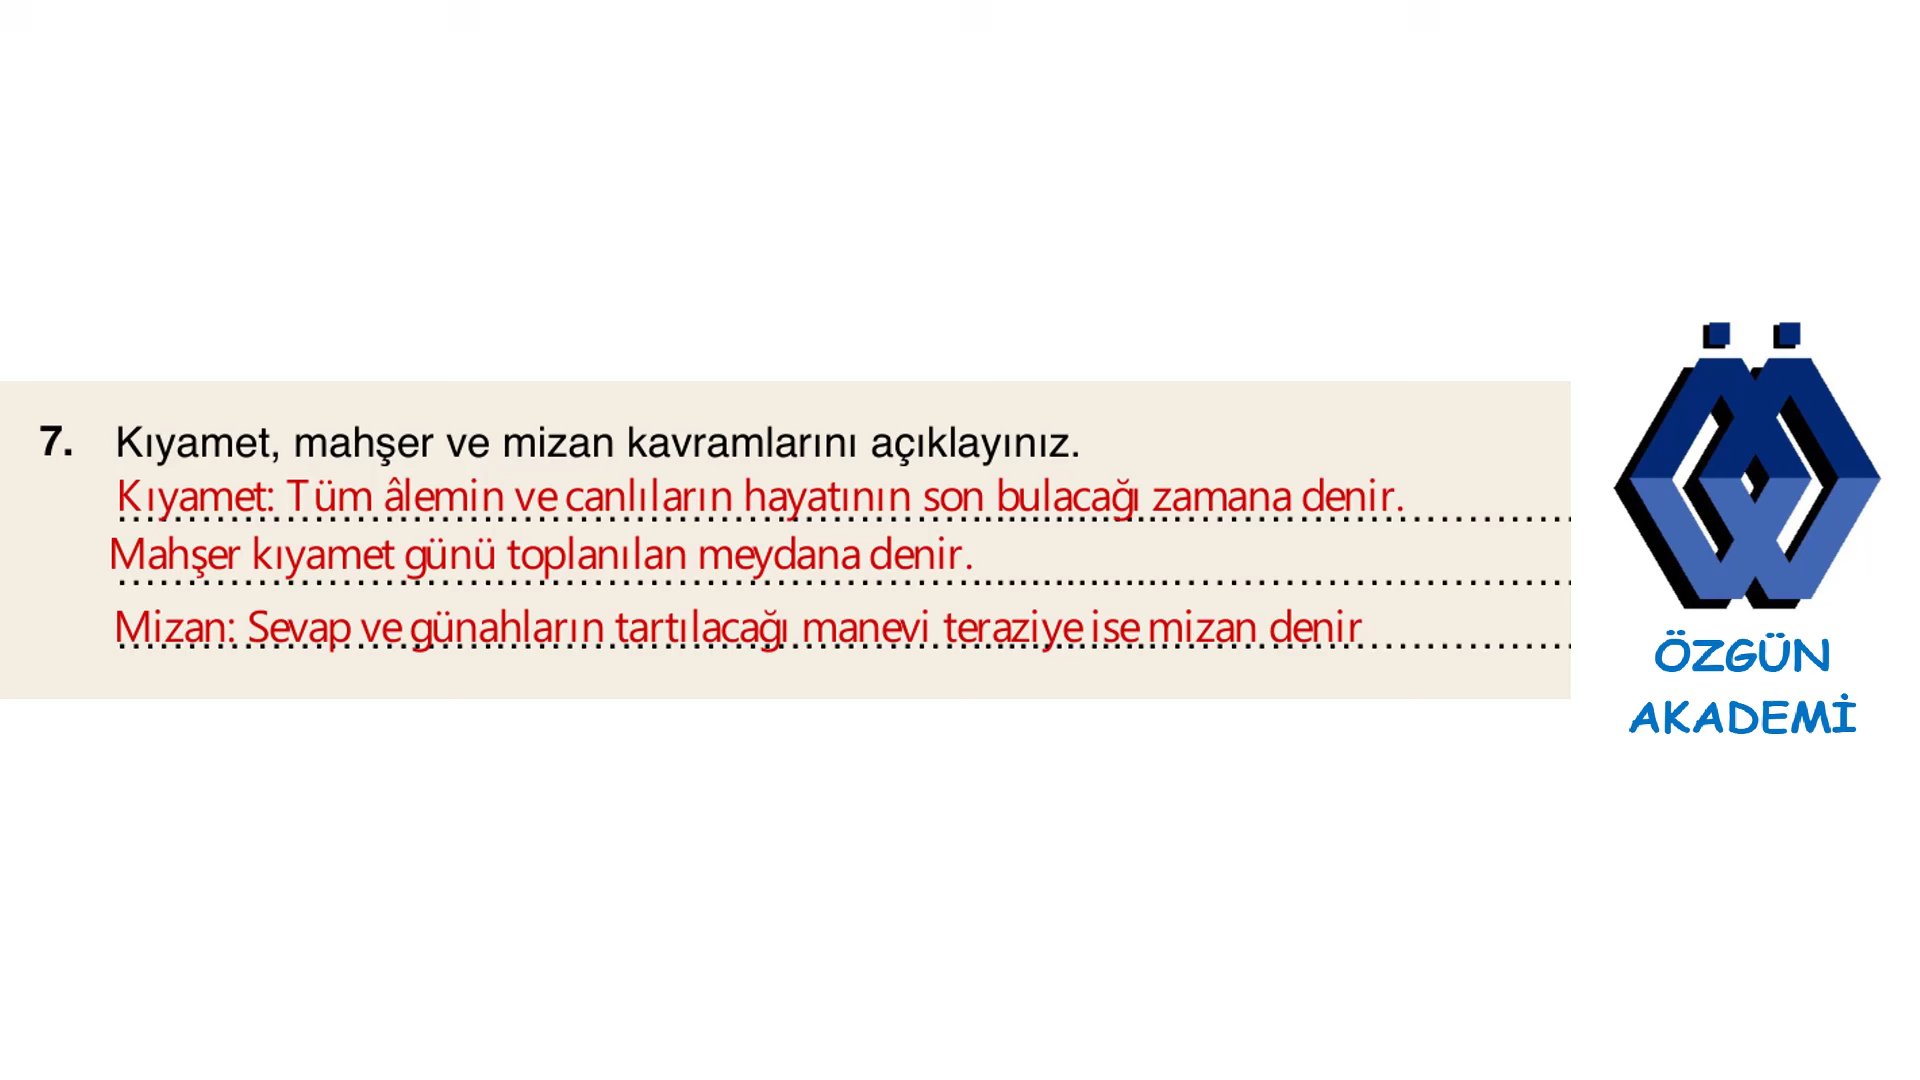 7. Kıyamet, mahşer ve mizan kavramlarını açıklayınız.
Kıyamet: Tüm âlemin ve canlıların hayatının son bulacağı zamana denir.
Mahşer kıyamet günü toplanılan meydana denir.
Mizan: Sevap ve günahların tartılacağı manevi teraziye ise mizan denir
ÖZGÜN
AKADEMİ